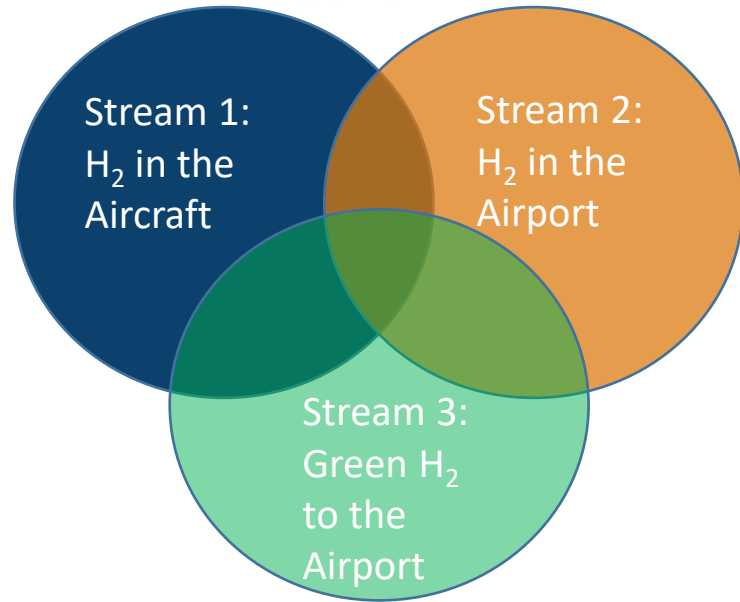 Stream 1:
H₂ in the
Aircraft
Stream 2:
H₂ in the
Airport
Stream 3:
Green H₂
to the
Airport